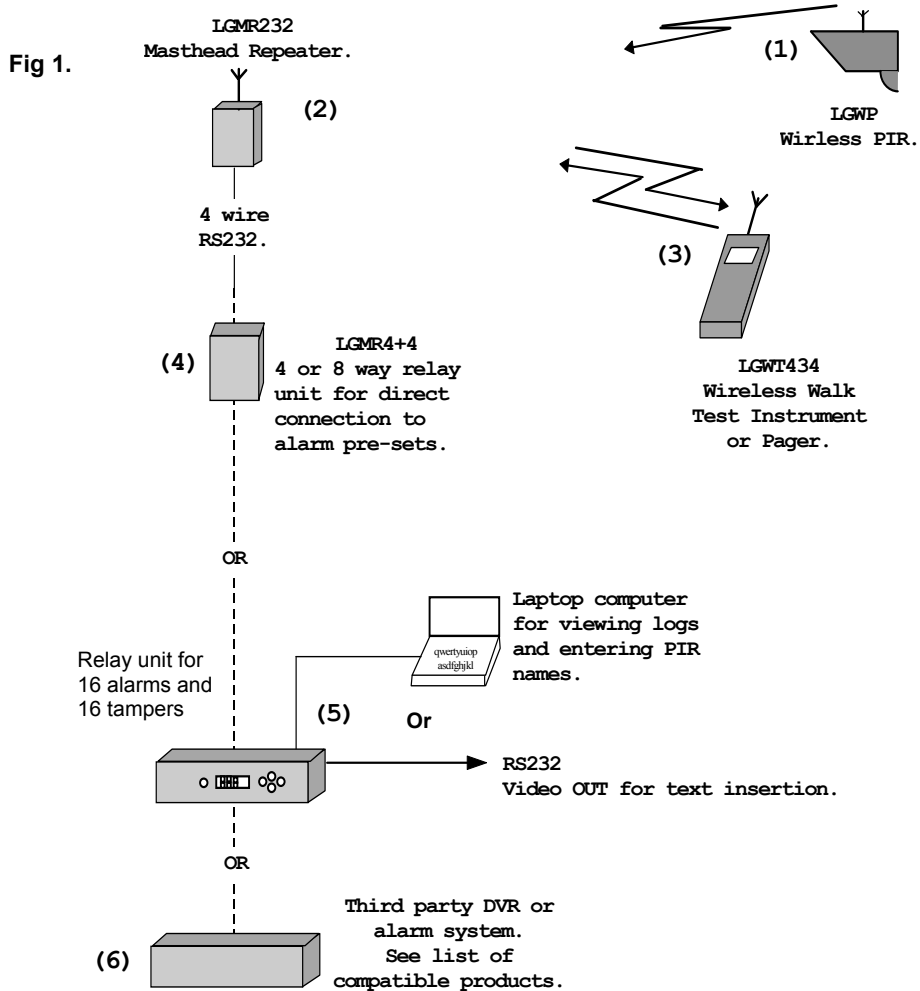 Fig 1.
LGMR232
Masthead Repeater.
(2)
(1)
LGWP
Wirless PIR.
4 wire
RS232.
(3)
LGWT434
Wireless Walk
Test Instrument
or Pager.
(4)
LGMR4+4
4 or 8 way relay
unit for direct
connection to
alarm pre-sets.
OR
Laptop computer
for viewing logs
and entering PIR
names.
qwertyuiop
asdfghjkl
Relay unit for
16 alarms and
16 tampers
(5)
Or
RS232
Video OUT for text insertion.
OR
(6)
Third party DVR or
alarm system.
See list of
compatible products.